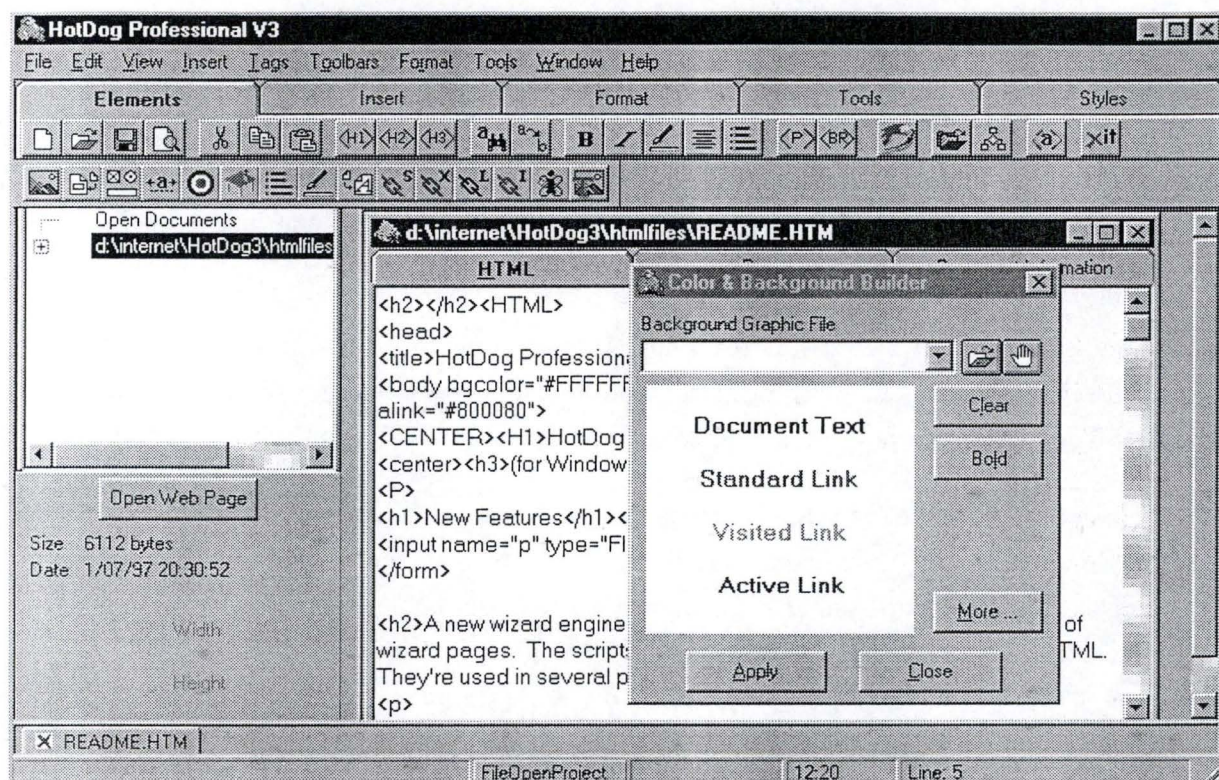 HotDog Professional V3
File Edit View Insert Tags Toolbars Format Tools Window Help
Elements Insert Format Tools Styles
<H1> <H2> <H3> a a b B I <P> <BR> <a> xit
+a+ A S X L I
Open Documents
d:\internet\HotDog3\htmlfiles
Open Web Page
Size 6112 bytes
Date 1/07/97 20:30:52
Width
Height
d:\internet\HotDog3\htmlfiles\README.HTM
HTML
mation
<h2></h2><HTML>
<head>
<title>HotDog Profession
<body bgcolor="#FFFFFF
alink="#800080">
<CENTER><H1>HotDog
<center><h3>(for Window
<P>
<h1>New Features</h1><
<input name="p" type="FI
</form>
<h2>A new wizard engine of
wizard pages. The script TML.
They're used in several p
<p>
Color & Background Builder
Background Graphic File
Clear
Bold
Document Text
Standard Link
Visited Link
Active Link
More ...
Apply Close
X README.HTM
FileOpenProject 12:20 Line: 5